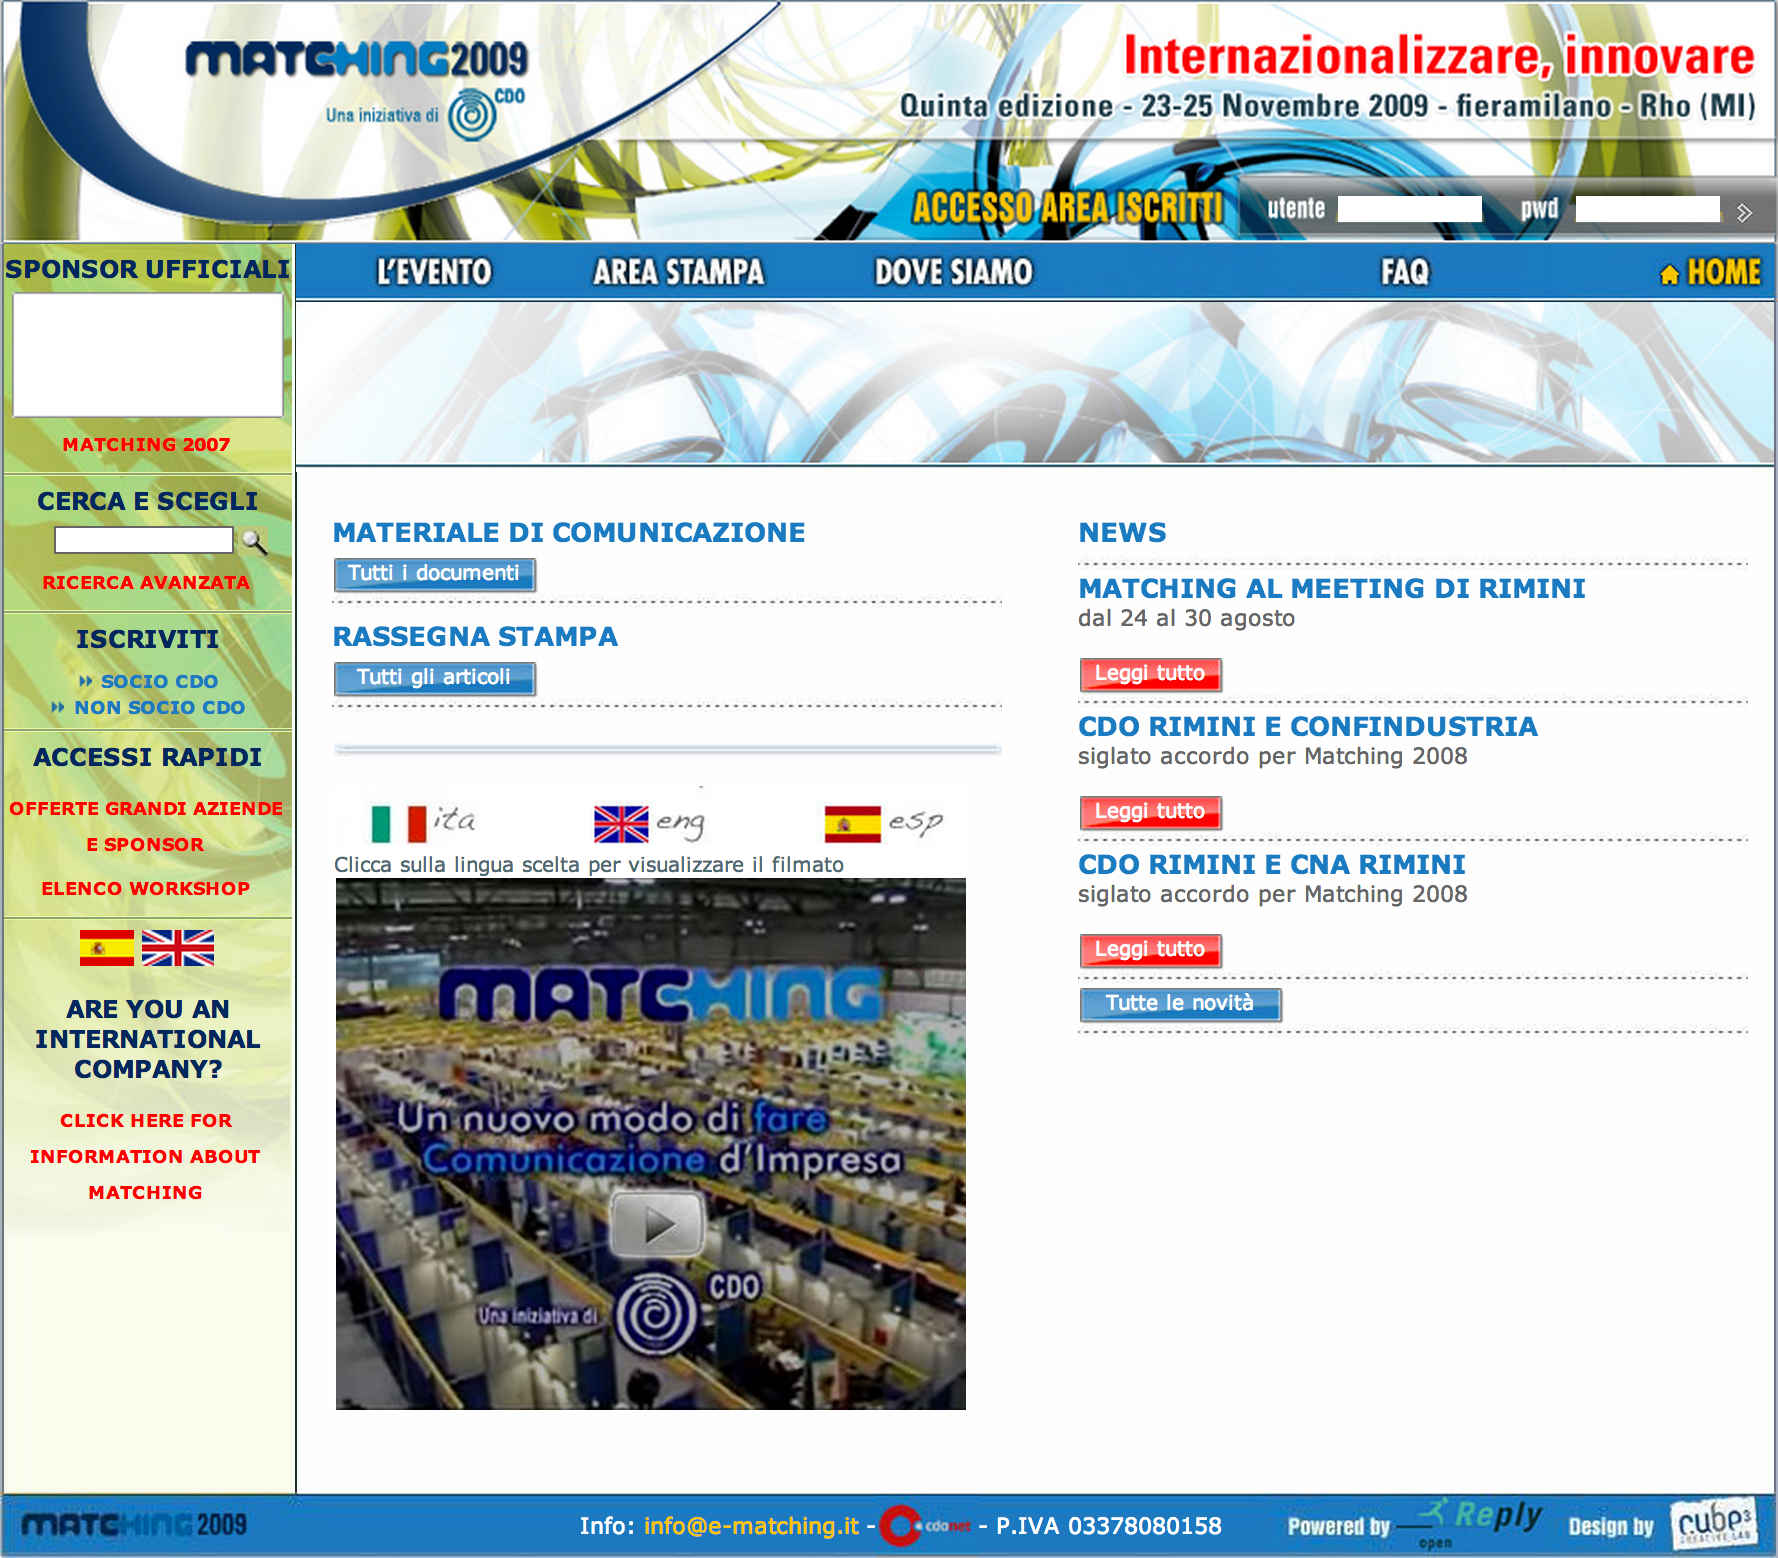 MATCHING2009
Una iniziativa di CDO
Internazionalizzare, innovare
Quinta edizione - 23-25 Novembre 2009 - fieramilano - Rho (MI)
ACCESSO AREA ISCRITTI utente pwd
L'EVENTO AREA STAMPA DOVE SIAMO FAQ HOME
SPONSOR UFFICIALI
MATCHING 2007
CERCA E SCEGLI
RICERCA AVANZATA
ISCRIVITI
SOCIO CDO
NON SOCIO CDO
ACCESSI RAPIDI
OFFERTE GRANDI AZIENDE
E SPONSOR
ELENCO WORKSHOP
ARE YOU AN
INTERNATIONAL
COMPANY?
CLICK HERE FOR
INFORMATION ABOUT
MATCHING
MATERIALE DI COMUNICAZIONE
Tutti i documenti
RASSEGNA STAMPA
Tutti gli articoli
ita eng esp
Clicca sulla lingua scelta per visualizzare il filmato
MATCHING
Un nuovo modo di fare
Comunicazione d'Impresa
Una iniziativa di CDO
NEWS
MATCHING AL MEETING DI RIMINI
dal 24 al 30 agosto
Leggi tutto
CDO RIMINI E CONFINDUSTRIA
siglato accordo per Matching 2008
Leggi tutto
CDO RIMINI E CNA RIMINI
siglato accordo per Matching 2008
Leggi tutto
Tutte le novità
MATCHING2009
Info: info@e-matching.it - cdonet - P.IVA 03378080158
Powered by open Reply
Design by cube3
CREATIVE LAB